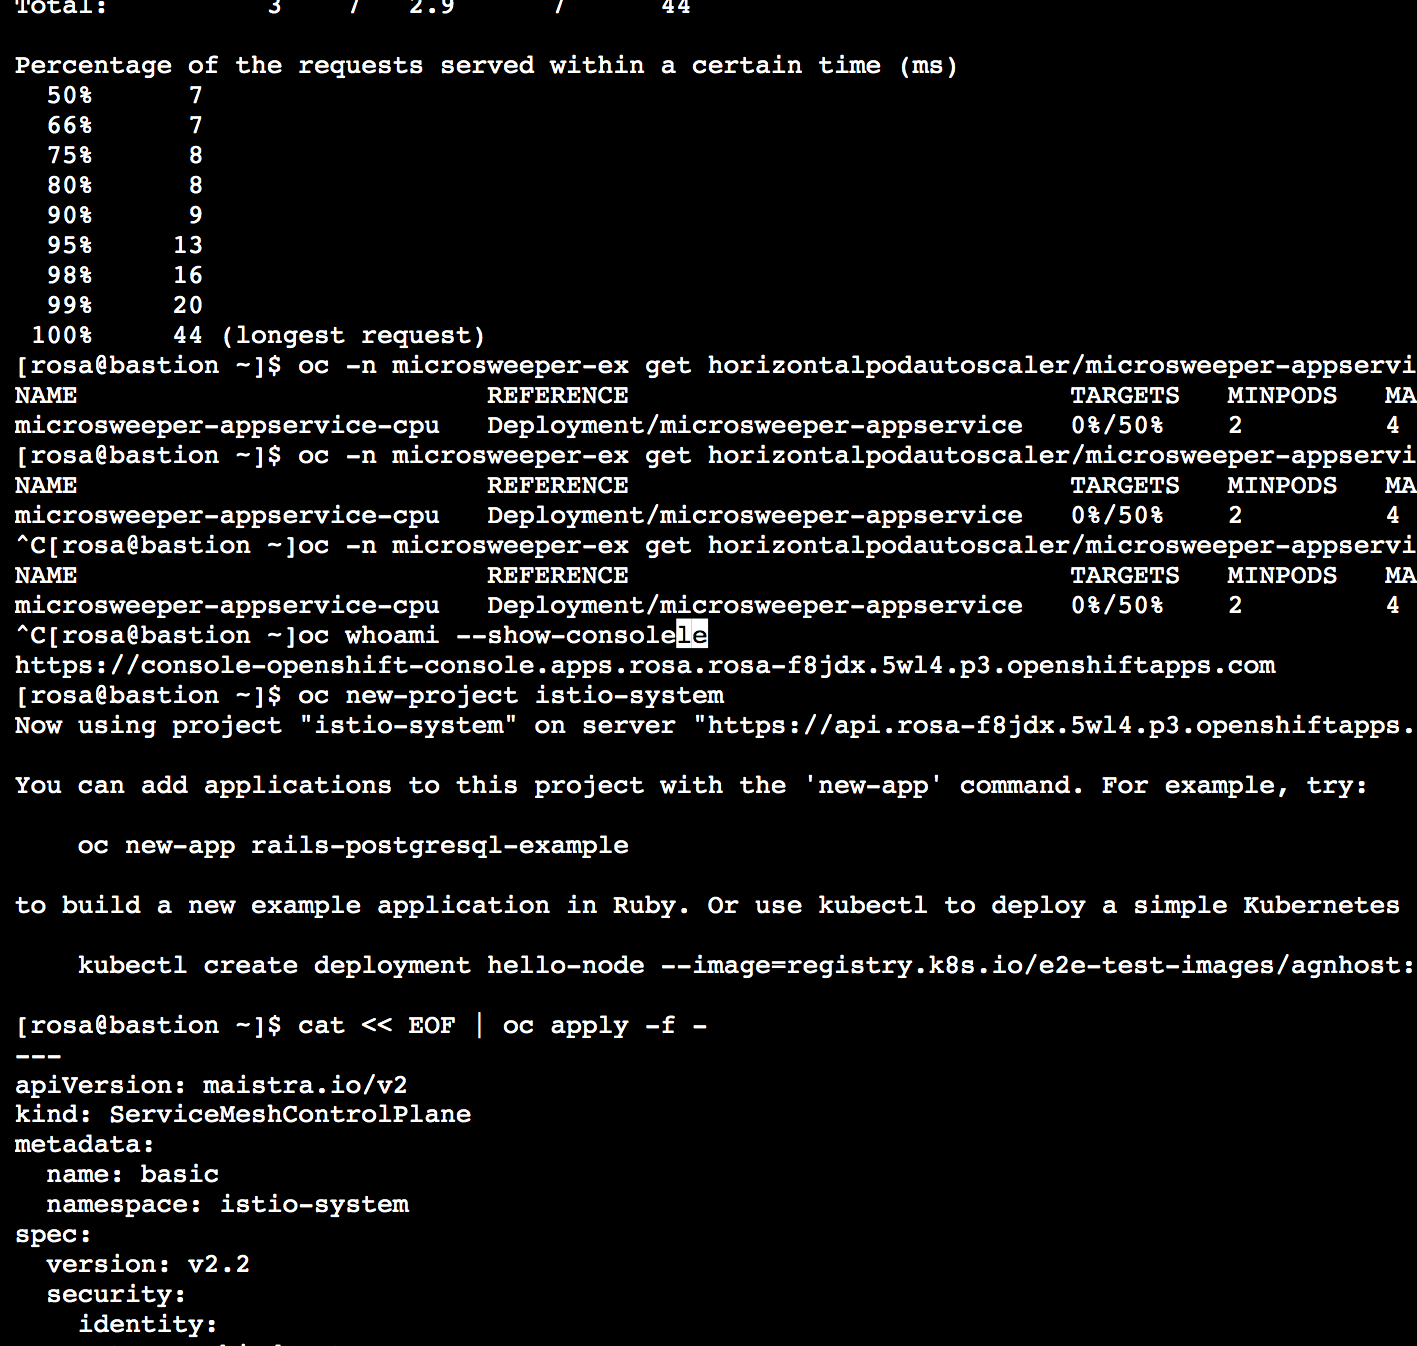 Total: 3 7 2.9 7 44
Percentage of the requests served within a certain time (ms)
50% 7
66% 7
75% 8
80% 8
90% 9
95% 13
98% 16
99% 20
100% 44 (longest request)
[rosa@bastion ~]$ oc -n microsweeper-ex get horizontalpodautoscaler/microsweeper-appservi
NAME REFERENCE TARGETS MINPODS MA
microsweeper-appservice-cpu Deployment/microsweeper-appservice 0%/50% 2 4
[rosa@bastion ~]$ oc -n microsweeper-ex get horizontalpodautoscaler/microsweeper-appservi
NAME REFERENCE TARGETS MINPODS MA
microsweeper-appservice-cpu Deployment/microsweeper-appservice 0%/50% 2 4
^C[rosa@bastion ~]oc -n microsweeper-ex get horizontalpodautoscaler/microsweeper-appservi
NAME REFERENCE TARGETS MINPODS MA
microsweeper-appservice-cpu Deployment/microsweeper-appservice 0%/50% 2 4
^C[rosa@bastion ~]oc whoami --show-consolele
https://console-openshift-console.apps.rosa.rosa-f8jdx.5wl4.p3.openshiftapps.com
[rosa@bastion ~]$ oc new-project istio-system
Now using project "istio-system" on server "https://api.rosa-f8jdx.5wl4.p3.openshiftapps.
You can add applications to this project with the 'new-app' command. For example, try:
oc new-app rails-postgresql-example
to build a new example application in Ruby. Or use kubectl to deploy a simple Kubernetes
kubectl create deployment hello-node --image=registry.k8s.io/e2e-test-images/agnhost:
[rosa@bastion ~]$ cat << EOF | oc apply -f -
---
apiVersion: maistra.io/v2
kind: ServiceMeshControlPlane
metadata:
name: basic
namespace: istio-system
spec:
version: v2.2
security:
identity: